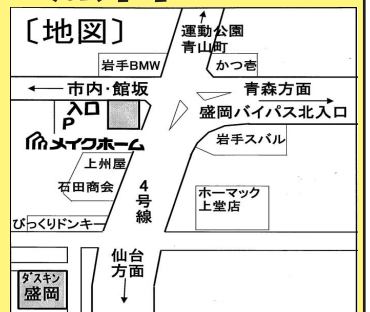 〔地図〕
運動公園
青山町
岩手BMW
かつ壱
市内・館坂
青森方面
入口
P
盛岡バイパス北入口
メイクホーム
岩手スバル
上州屋
石田商会
4号線
ホーマック
上堂店
びっくりドンキー
仙台
方面
ダスキン
盛岡